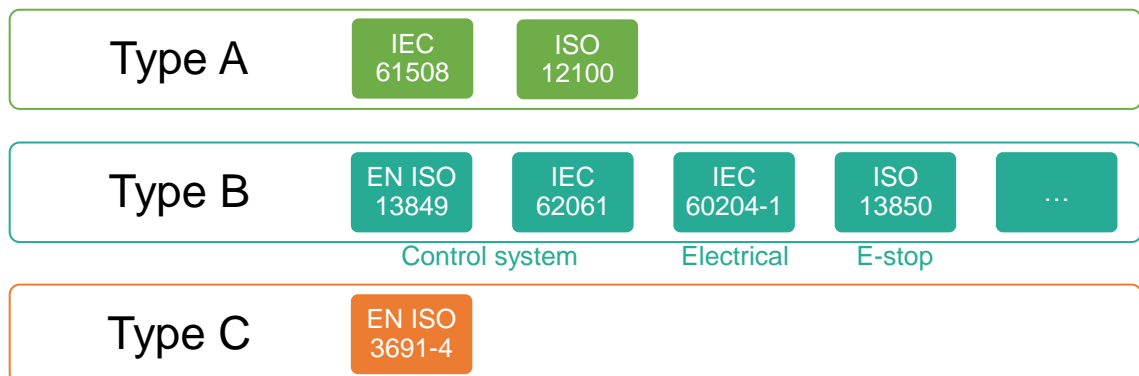 Type A
IEC
61508
ISO
12100
Type B
EN ISO
13849
IEC
62061
IEC
60204-1
ISO
13850
…
Control system
Electrical
E-stop
Type C
EN ISO
3691-4